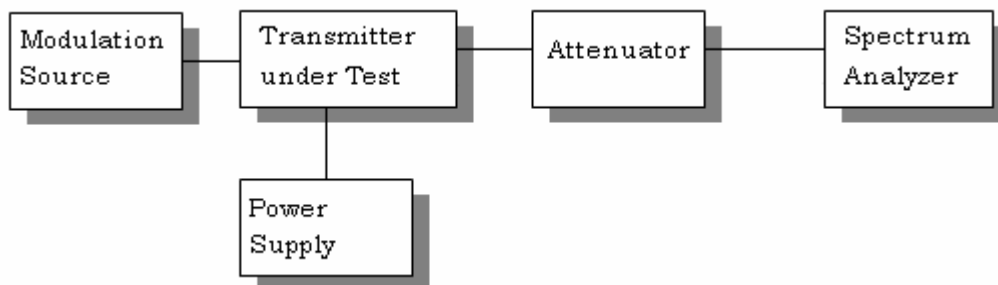 Modulation
Source
Transmitter
under Test
Attenuator
Spectrum
Analyzer
Power
Supply